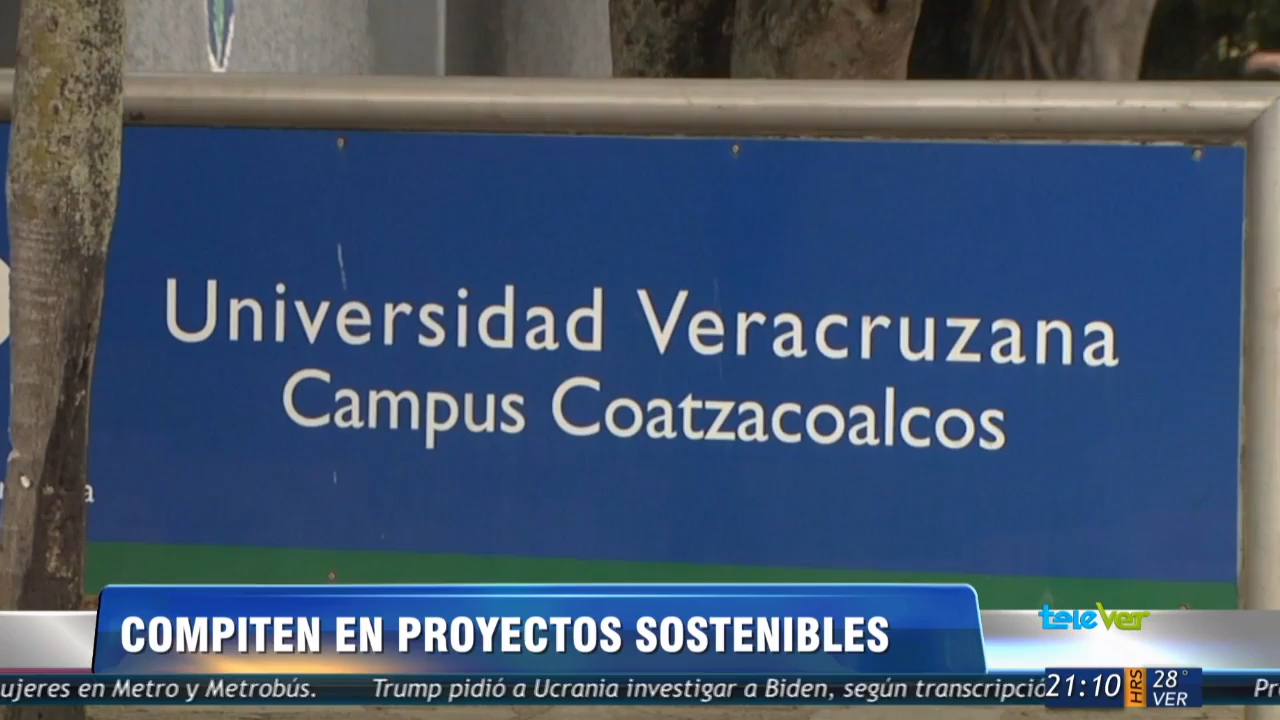 Universidad Veracruzana
Campus Coatzacoalcos
COMPITEN EN PROYECTOS SOSTENIBLES
teleVer
ujeres en Metro y Metrobús. Trump pidió a Ucrania investigar a Biden, según transcripció
21:10 HRS 28° VER